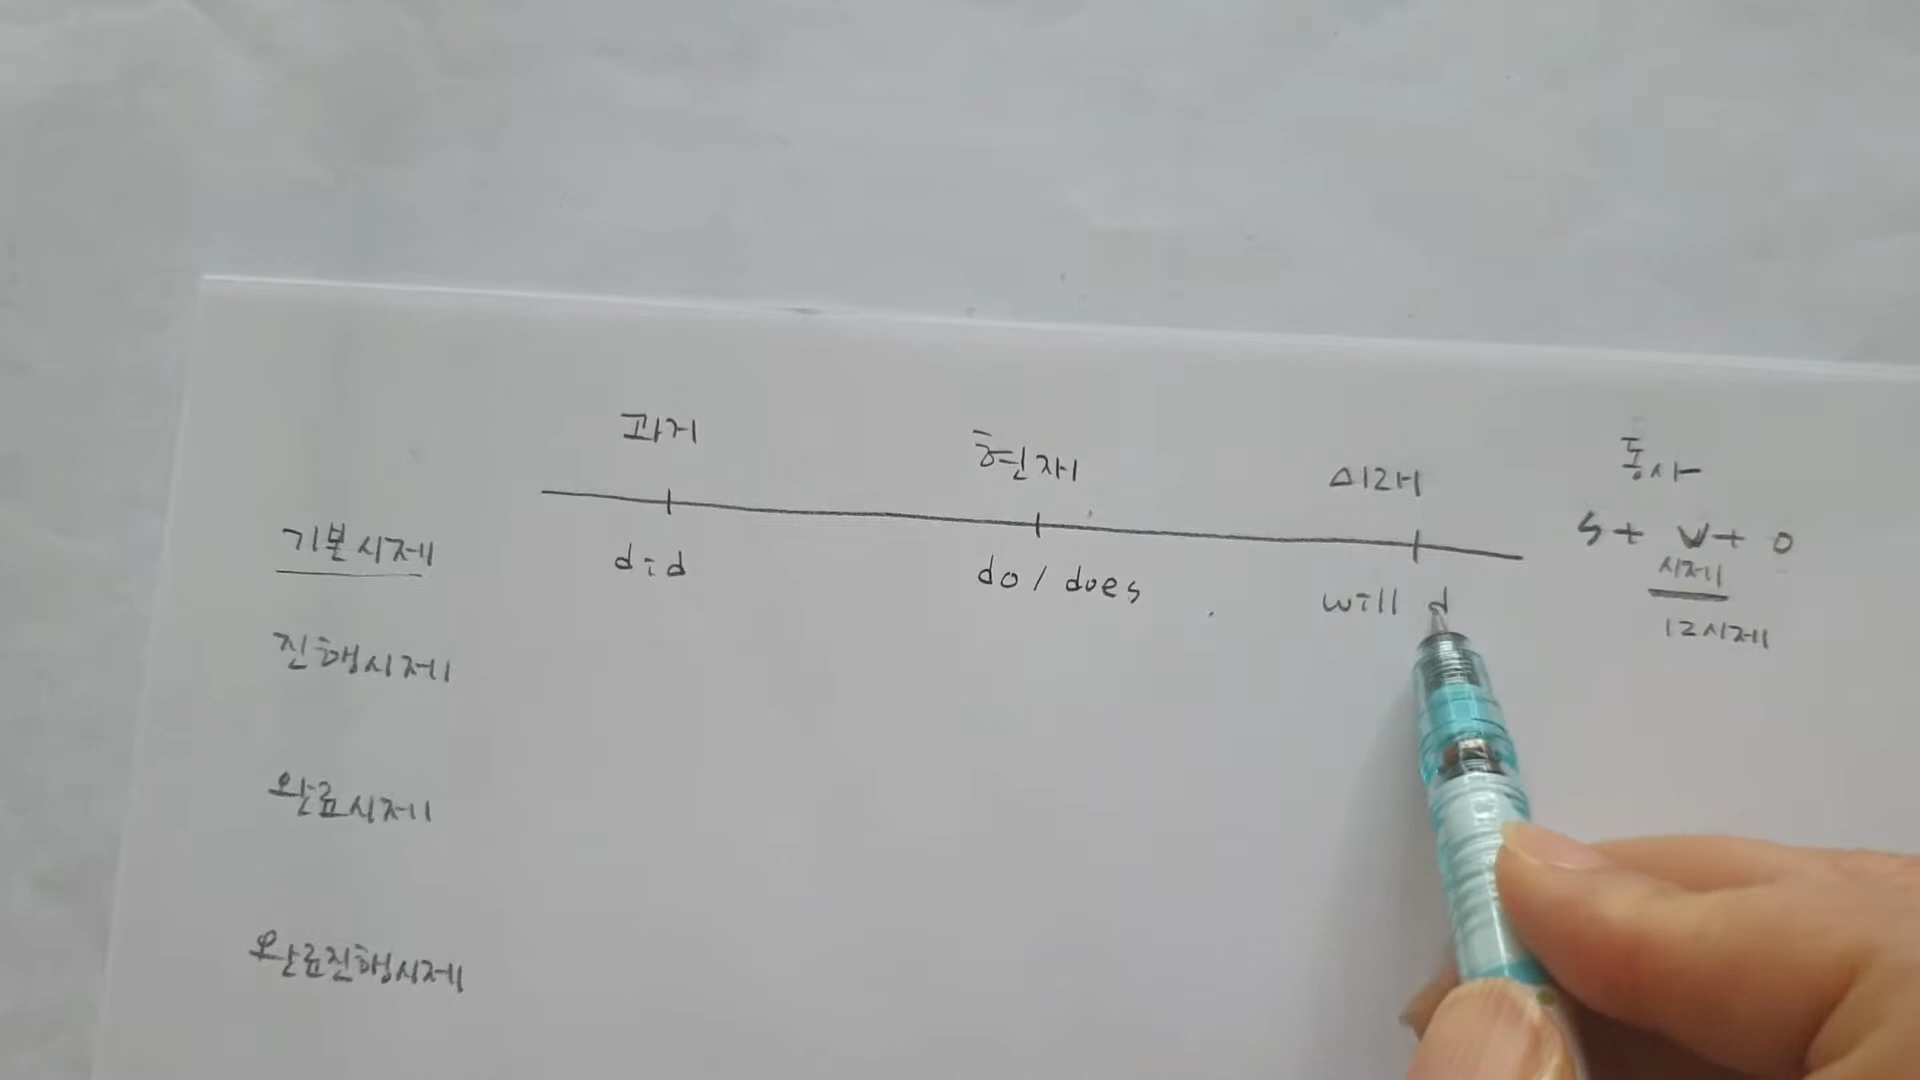 과거 현재 미래 동사
S + V + O
시제
12시제
기본시제 did do / does will d
진행시제
완료시제
완료진행시제